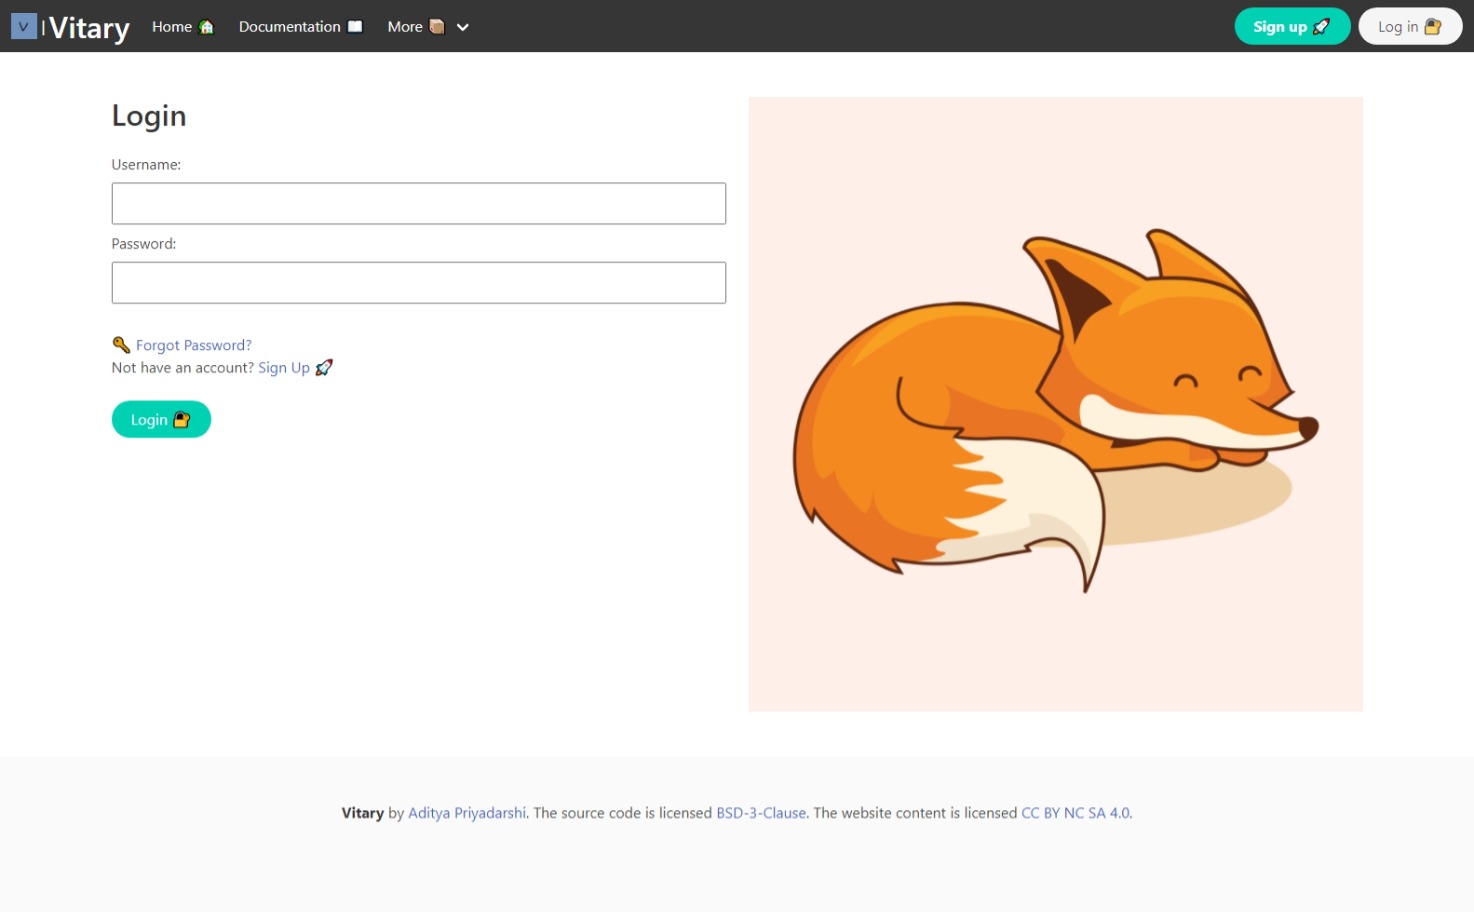 V | Vitary Home Documentation More Sign up Log in
Login
Username:
Password:
Forgot Password?
Not have an account? Sign Up
Login
Vitary by Aditya Priyadarshi. The source code is licensed BSD-3-Clause. The website content is licensed CC BY NC SA 4.0.